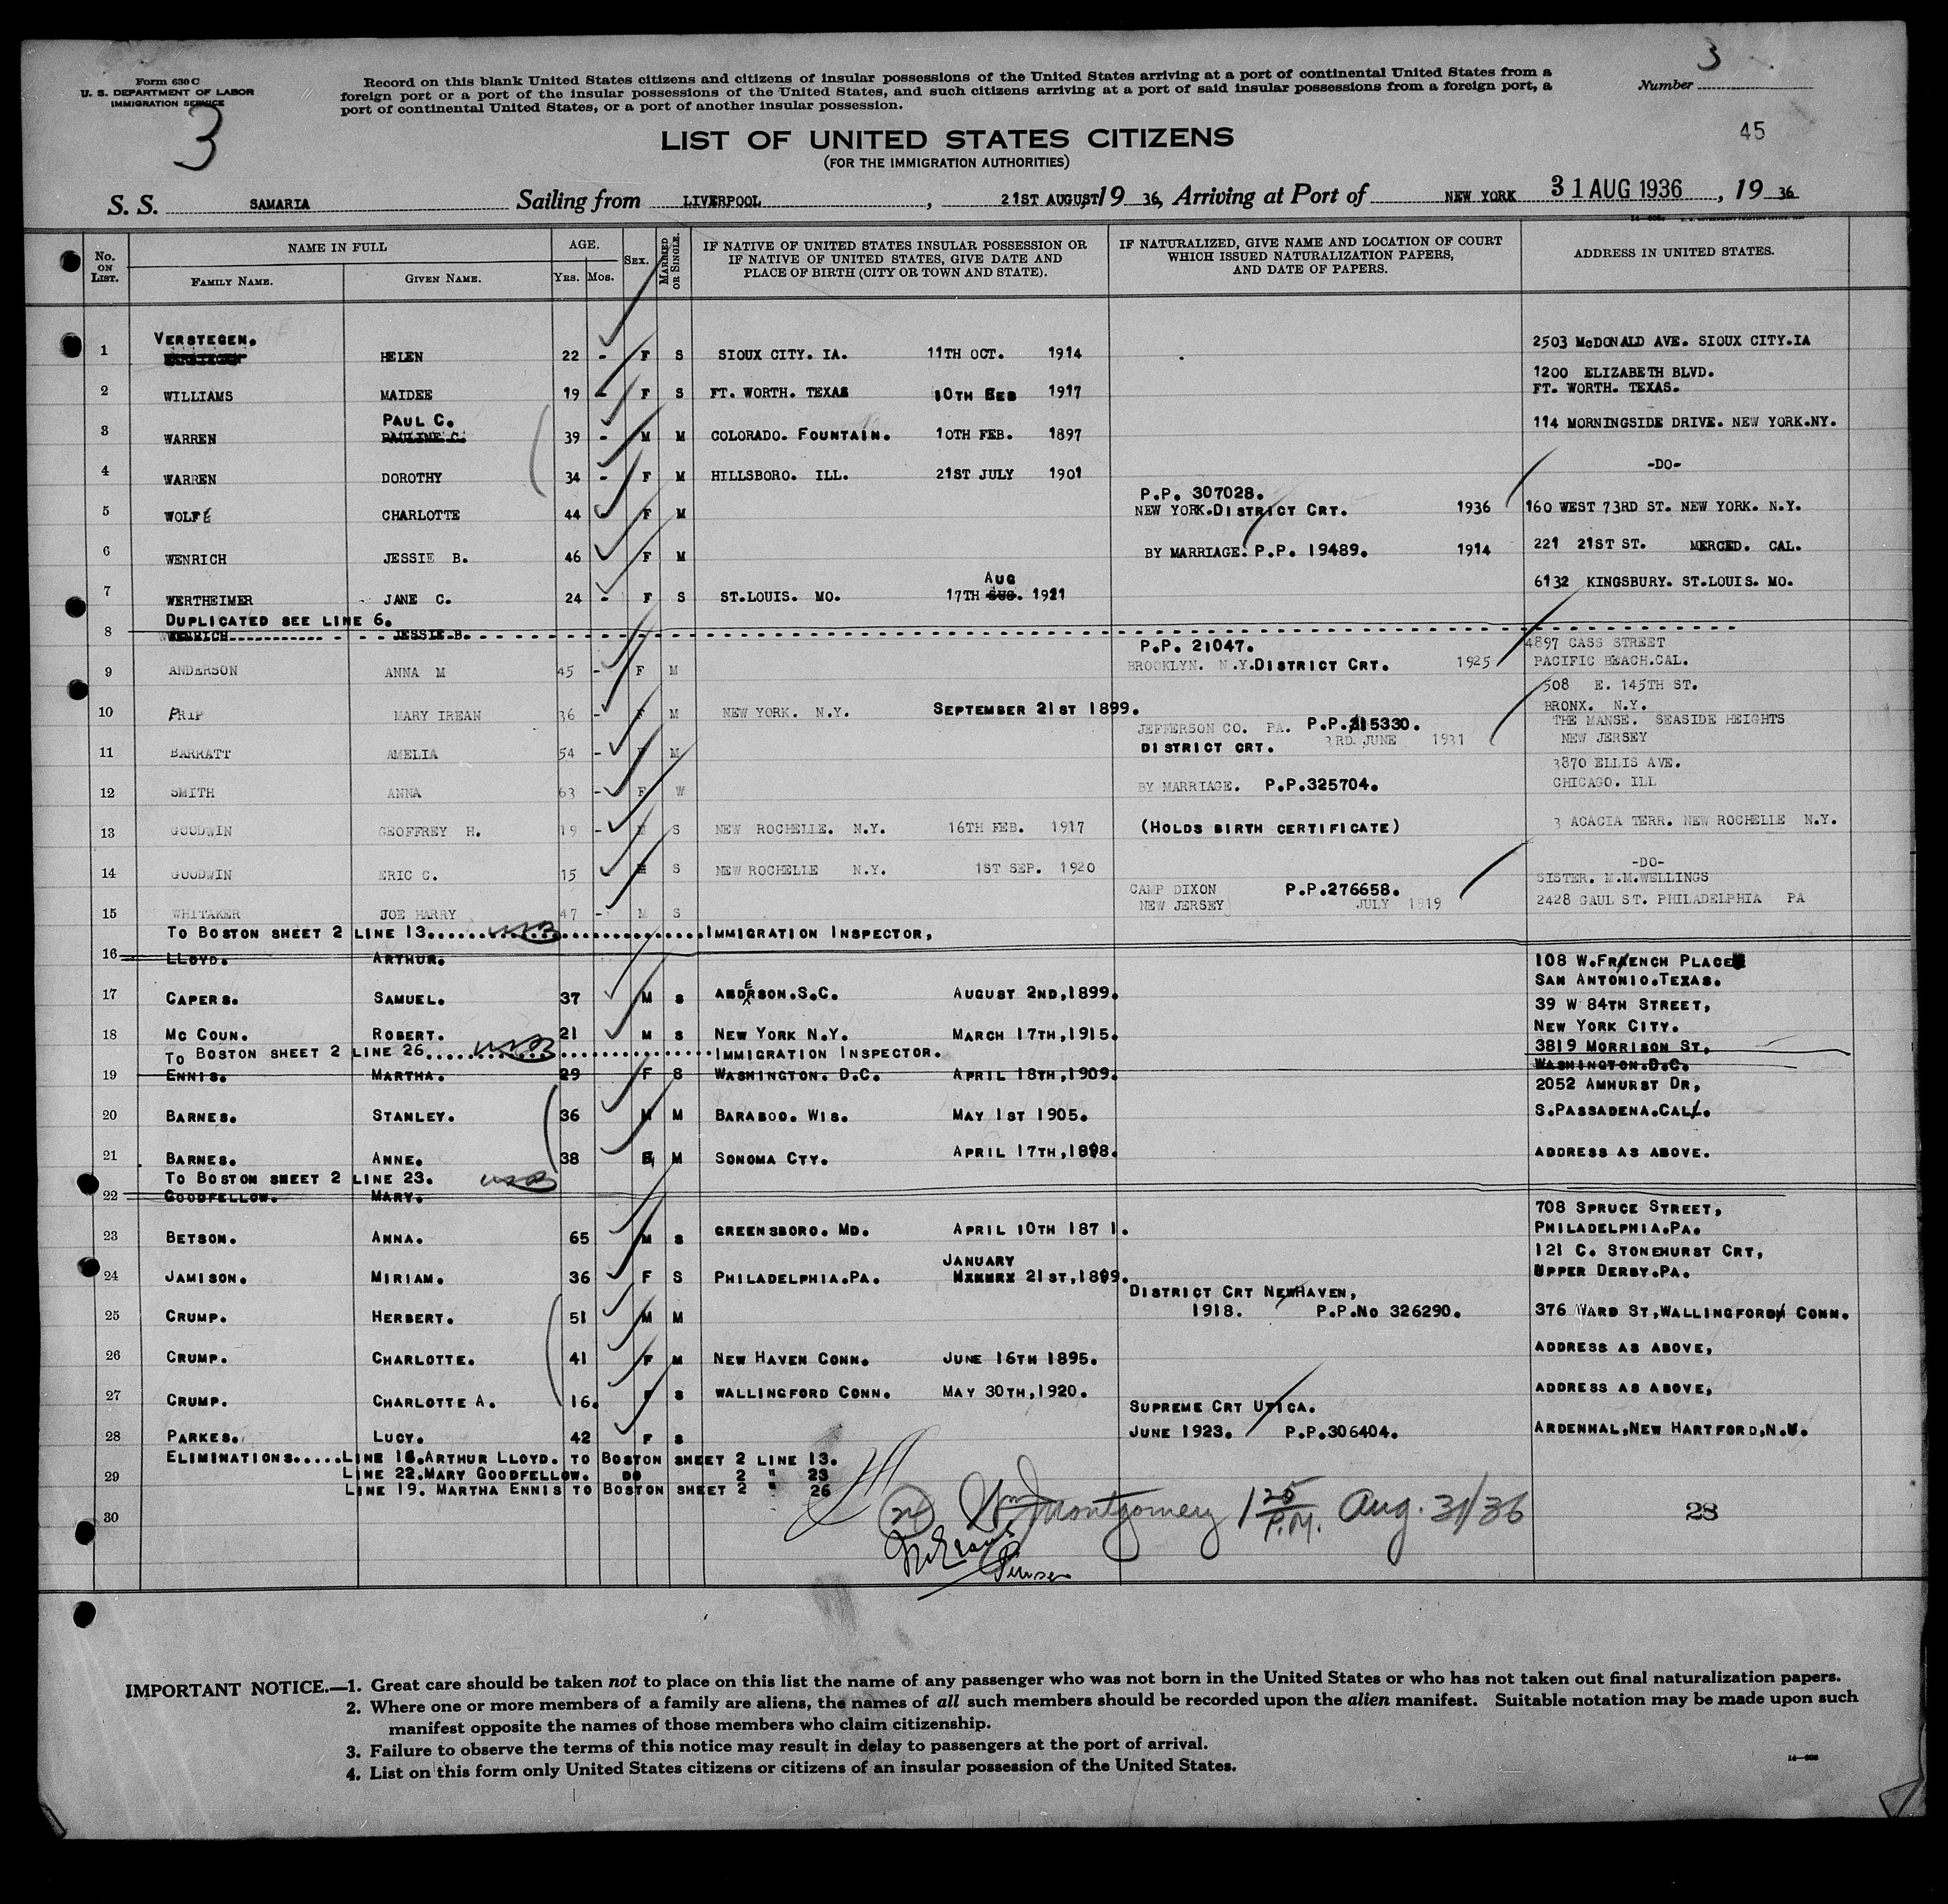 3
Form 630 C
U. S. DEPARTMENT OF LABOR
IMMIGRATION SERVICE
3
Record on this blank United States citizens and citizens of insular possessions of the United States arriving at a port of continental United States from a
foreign port or a port of the insular possessions of the United States, and such citizens arriving at a port of said insular possessions from a foreign port, a
port of continental United States, or a port of another insular possession.
Number
45
LIST OF UNITED STATES CITIZENS
(FOR THE IMMIGRATION AUTHORITIES)
S. S. SAMARIA Sailing from LIVERPOOL, 21ST AUGUST, 19 36, Arriving at Port of NEW YORK 31 AUG 1936, 19 36
No. ON LIST. NAME IN FULL FAMILY NAME. GIVEN NAME. AGE. YRS. MOS. SEX. MARRIED OR SINGLE. IF NATIVE OF UNITED STATES INSULAR POSSESSION OR IF NATIVE OF UNITED STATES, GIVE DATE AND PLACE OF BIRTH (CITY OR TOWN AND STATE). IF NATURALIZED, GIVE NAME AND LOCATION OF COURT WHICH ISSUED NATURALIZATION PAPERS, AND DATE OF PAPERS. ADDRESS IN UNITED STATES.
VERSTEGEN.
1 HELEN 22 - F S SIOUX CITY. IA. 11TH OCT. 1914 2503 McDONALD AVE. SIOUX CITY.IA
1200 ELIZABETH BLVD.
2 WILLIAMS MAIDEE 19 - F S FT. WORTH. TEXAS 10TH 1917 FT. WORTH. TEXAS.
PAUL C.
3 WARREN PAULINE C. 39 - M M COLORADO. FOUNTAIN. 10TH FEB. 1897 114 MORNINGSIDE DRIVE. NEW YORK.NY.
4 WARREN DOROTHY 34 - F M HILLSBORO. ILL. 21ST JULY 1901 -DO-
P.P. 307028.
5 WOLFE CHARLOTTE 44 - F M NEW YORK.DISTRICT CRT. 1936 160 WEST 73RD ST. NEW YORK. N.Y.
6 WENRICH JESSIE B. 46 F M BY MARRIAGE. P.P. 19489. 1914 221 21ST ST. MERCED. CAL.
AUG
7 WERTHEIMER JANE C. 24 - F S ST.LOUIS. MO. 17TH 1911 6132 KINGSBURY. ST.LOUIS. MO.
DUPLICATED SEE LINE 6.
8 WENRICH JESSIE B.
P.P. 21047. 4897 CASS STREET
9 ANDERSON ANNA M 45 - F M BROOKLYN. N.Y.DISTRICT CRT. 1925 PACIFIC BEACH.CAL.
508 E. 145TH ST.
10 FRIP MARY IREAN 36 - F M NEW YORK. N.Y. SEPTEMBER 21ST 1899. BRONX. N.Y.
JEFFERSON CO. PA. P.P.315330. THE MANSE. SEASIDE HEIGHTS
11 BARRATT AMELIA 54 - F M DISTRICT CRT. 3RD. JUNE 1931 NEW JERSEY
3870 ELLIS AVE.
12 SMITH ANNA 63 - F W BY MARRIAGE. P.P.325704. CHICAGO. ILL
13 GOODWIN GEOFFREY H. 19 - M S NEW ROCHELLE. N.Y. 16TH FEB. 1917 (HOLDS BIRTH CERTIFICATE) 3 ACACIA TERR. NEW ROCHELLE N.Y.
14 GOODWIN ERIC C. 15 M S NEW ROCHELLE N.Y. 1ST SEP. 1920 -DO-
CAMP DIXON P.P.276658. SISTER. M.M.WELLINGS
15 WHITAKER JOE HARRY 47 - M S NEW JERSEY JULY 1919 2428 GAUL ST. PHILADELPHIA PA
TO BOSTON SHEET 2 LINE 13. IMMIGRATION INSPECTOR,
16 LLOYD. ARTHUR.
108 W.FRENCH PLACE
17 CAPERS. SAMUEL. 37 M S ANDERSON.S.C. AUGUST 2ND,1899. SAN ANTONIO.TEXAS.
39 W 84TH STREET,
18 MC COUN. ROBERT. 21 M S NEW YORK N.Y. MARCH 17TH,1915. NEW YORK CITY.
TO BOSTON SHEET 2 LINE 26. IMMIGRATION INSPECTOR. 3819 MORRISON ST,
19 ENNIS. MARTHA. 29 F S WASHINGTON. D.C. APRIL 18TH,1909. WASHINGTON.D.C.
2052 AMHURST DR,
20 BARNES. STANLEY. 36 M M BARABOO. WIS. MAY 1ST 1905. S.PASSADENA.CAL.
21 BARNES. ANNE. 38 M SONOMA CTY. APRIL 17TH,1898. ADDRESS AS ABOVE.
TO BOSTON SHEET 2 LINE 23.
22 GOODFELLOW. MARY.
708 SPRUCE STREET,
23 BETSON. ANNA. 65 M S GREENSBORO. MD. APRIL 10TH 1871. PHILADELPHIA.PA.
JANUARY 121 C. STONEHURST CRT,
24 JAMISON. MIRIAM. 36 F S PHILADELPHIA.PA. 21ST,1899. UPPER DERBY.PA.
DISTRICT CRT NEWHAVEN,
25 CRUMP. HERBERT. 51 M M 1918. P.P.NO 326290. 376 WARD ST,WALLINGFORD CONN.
26 CRUMP. CHARLOTTE. 41 F M NEW HAVEN CONN. JUNE 16TH 1895. ADDRESS AS ABOVE,
27 CRUMP. CHARLOTTE A. 16. F S WALLINGFORD CONN. MAY 30TH,1920. ADDRESS AS ABOVE,
SUPREME CRT UTICA.
28 PARKES. LUCY. 42 F S JUNE 1923. P.P.306404. ARDENHAL,NEW HARTFORD,N.Y.
ELIMINATIONS.....LINE 16.ARTHUR LLOYD. TO BOSTON SHEET 2 LINE 13.
29 LINE 22.MARY GOODFELLOW. DO 2 " 23
LINE 19. MARTHA ENNIS TO BOSTON SHEET 2 " 26
30 Wm Montgomery 1 25/P.M. Aug. 31/36 28
Purser
IMPORTANT NOTICE.—1. Great care should be taken not to place on this list the name of any passenger who was not born in the United States or who has not taken out final naturalization papers.
2. Where one or more members of a family are aliens, the names of all such members should be recorded upon the alien manifest. Suitable notation may be made upon such
manifest opposite the names of those members who claim citizenship.
3. Failure to observe the terms of this notice may result in delay to passengers at the port of arrival.
4. List on this form only United States citizens or citizens of an insular possession of the United States.